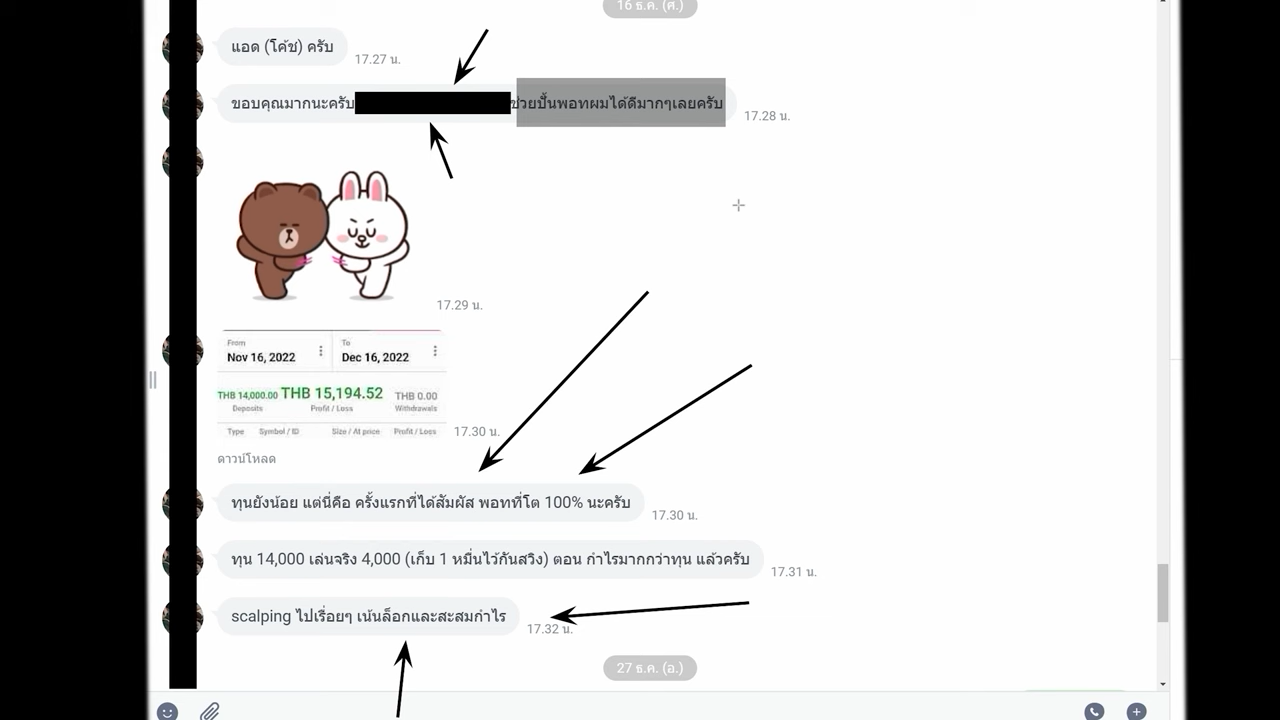 16 ธ.ค. (ศ.)
แอด (โค้ช) ครับ
17.27 น.
ขอบคุณมากนะครับ ช่วยปั้นพอทผมได้ดีมากๆเลยครับ
17.28 น.
17.29 น.
From To
Nov 16, 2022 Dec 16, 2022
THB 14,000.00 THB 15,194.52 THB 0.00
Deposits Profit / Loss Withdrawals
Type Symbol / ID Size / At price Profit / Loss
17.30 น.
ดาวน์โหลด
ทุนยังน้อย แต่นี่คือ ครั้งแรกที่ได้สัมผัส พอทที่โต 100% นะครับ
17.30 น.
ทุน 14,000 เล่นจริง 4,000 (เก็บ 1 หมื่นไว้กันสวิง) ตอน กำไรมากกว่าทุน แล้วครับ
17.31 น.
scalping ไปเรื่อยๆ เน้นล็อกและสะสมกำไร
17.32 น.
27 ธ.ค. (อ.)